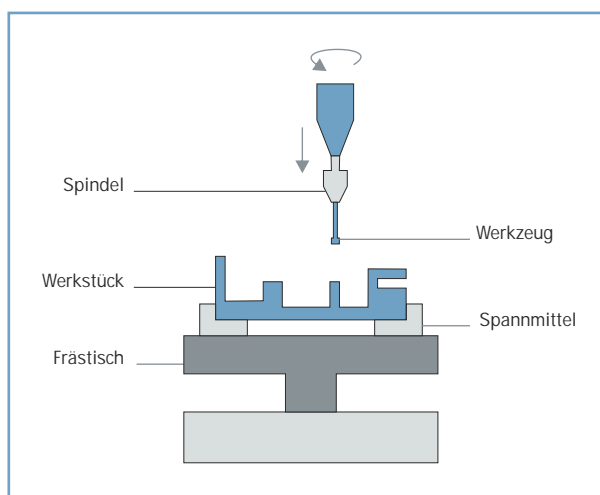 Spindel
Werkzeug
Werkstück
Spannmittel
Frästisch